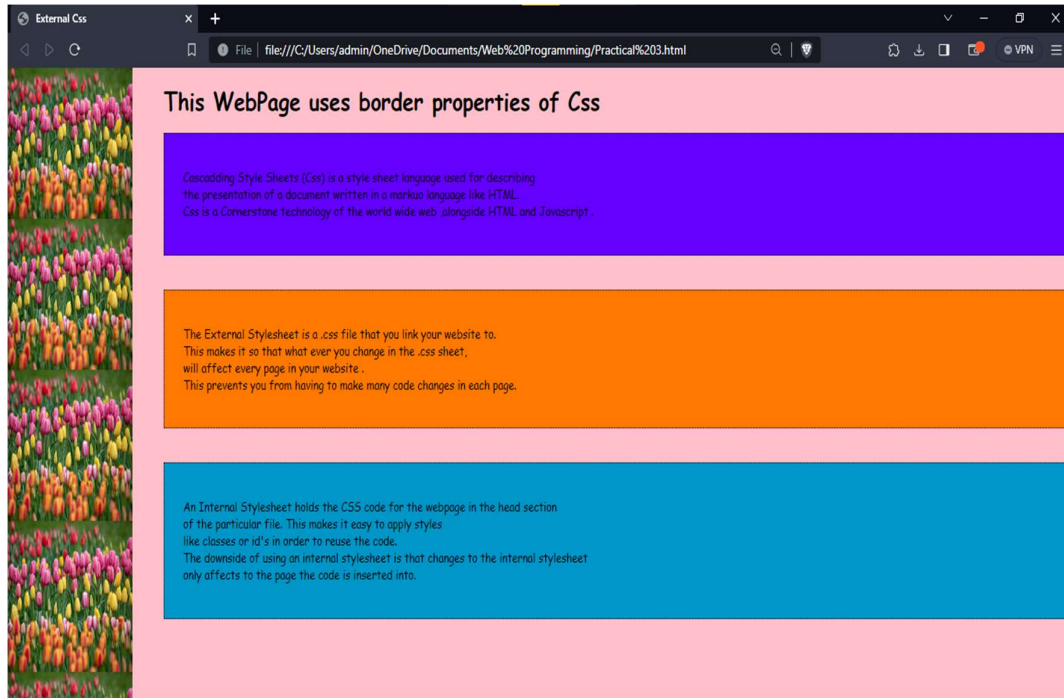 External Css
File
file:///C:/Users/admin/OneDrive/Documents/Web%20Programming/Practical%203.html
VPN
This WebPage uses border properties of Css
Cascadding Style Sheets (Css) is a style sheet language used for describing
the presentation of a document written in a markuo language like HTML.
Css is a Cornerstone technology of the world wide web ,alongside HTML and Javascript .
The External Stylesheet is a .css file that you link your website to.
This makes it so that what ever you change in the .css sheet,
will affect every page in your website .
This prevents you from having to make many code changes in each page.
An Internal Stylesheet holds the CSS code for the webpage in the head section
of the particular file. This makes it easy to apply styles
like classes or id's in order to reuse the code.
The downside of using an internal stylesheet is that changes to the internal stylesheet
only affects to the page the code is inserted into.